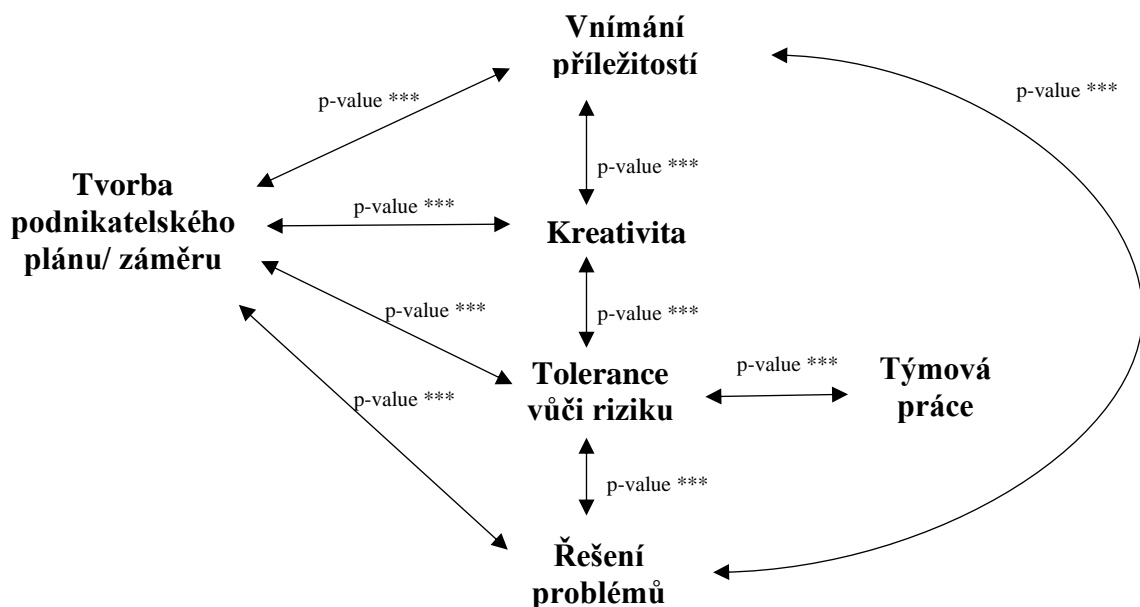 Vnímání
příležitostí
p-value ***
p-value ***
p-value ***
Tvorba
podnikatelského
plánu/ záměru
p-value ***
Kreativita
p-value ***
p-value ***
Tolerance
vůči riziku
p-value ***
Týmová
práce
p-value ***
p-value ***
Řešení
problémů